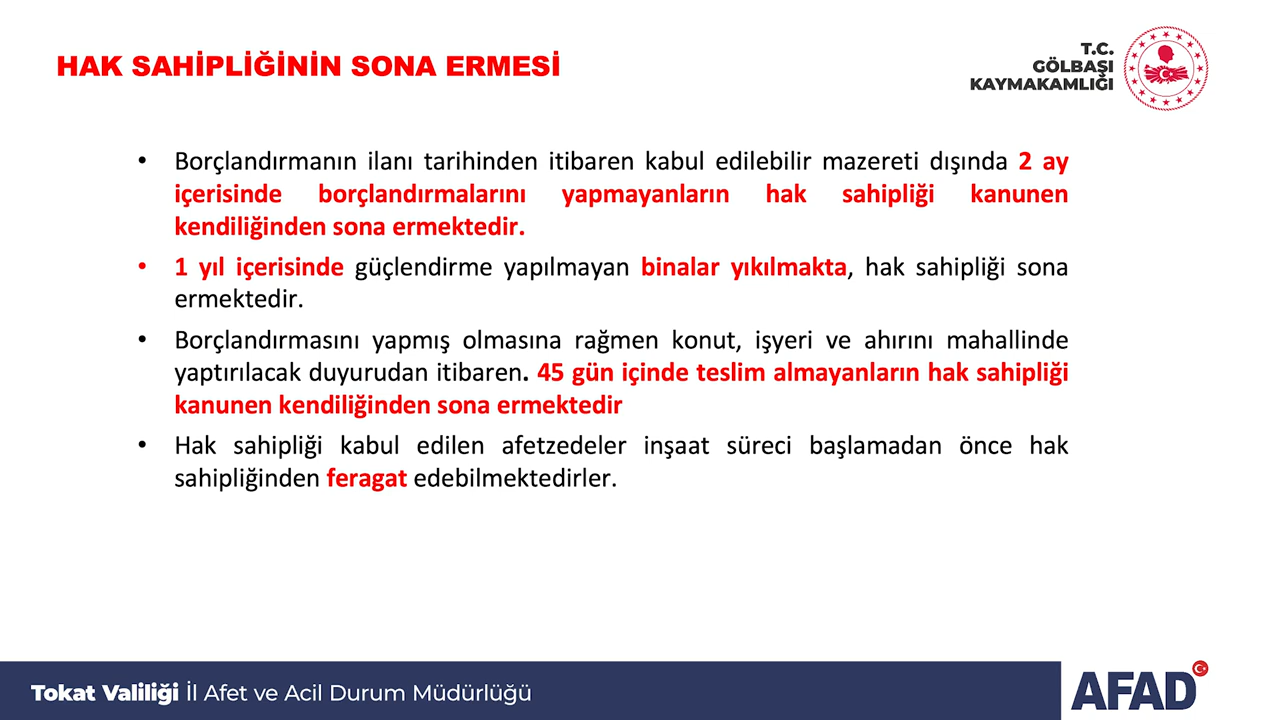 HAK SAHİPLİĞİNİN SONA ERMESİ
T.C.
GÖLBAŞI
KAYMAKAMLIĞI
• Borçlandırmanın ilanı tarihinden itibaren kabul edilebilir mazereti dışında 2 ay
içerisinde borçlandırmalarını yapmayanların hak sahipliği kanunen
kendiliğinden sona ermektedir.
• 1 yıl içerisinde güçlendirme yapılmayan binalar yıkılmakta, hak sahipliği sona
ermektedir.
• Borçlandırmasını yapmış olmasına rağmen konut, işyeri ve ahırını mahallinde
yaptırılacak duyurudan itibaren. 45 gün içinde teslim almayanların hak sahipliği
kanunen kendiliğinden sona ermektedir
• Hak sahipliği kabul edilen afetzedeler inşaat süreci başlamadan önce hak
sahipliğinden feragat edebilmektedirler.
Tokat Valiliği İl Afet ve Acil Durum Müdürlüğü
AFAD